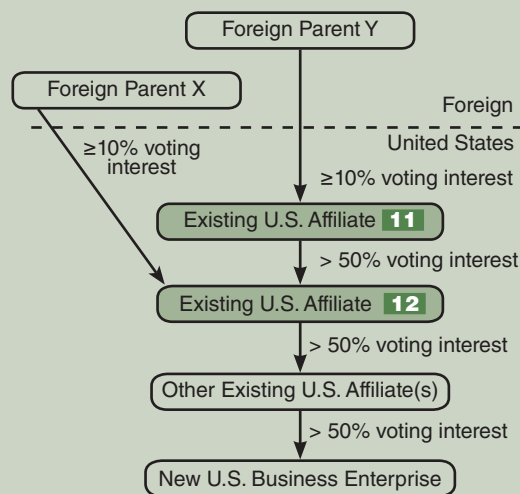 Foreign Parent Y
Foreign Parent X
Foreign
United States
≥10% voting
interest
≥10% voting interest
Existing U.S. Affiliate 11
> 50% voting interest
Existing U.S. Affiliate 12
> 50% voting interest
Other Existing U.S. Affiliate(s)
> 50% voting interest
New U.S. Business Enterprise